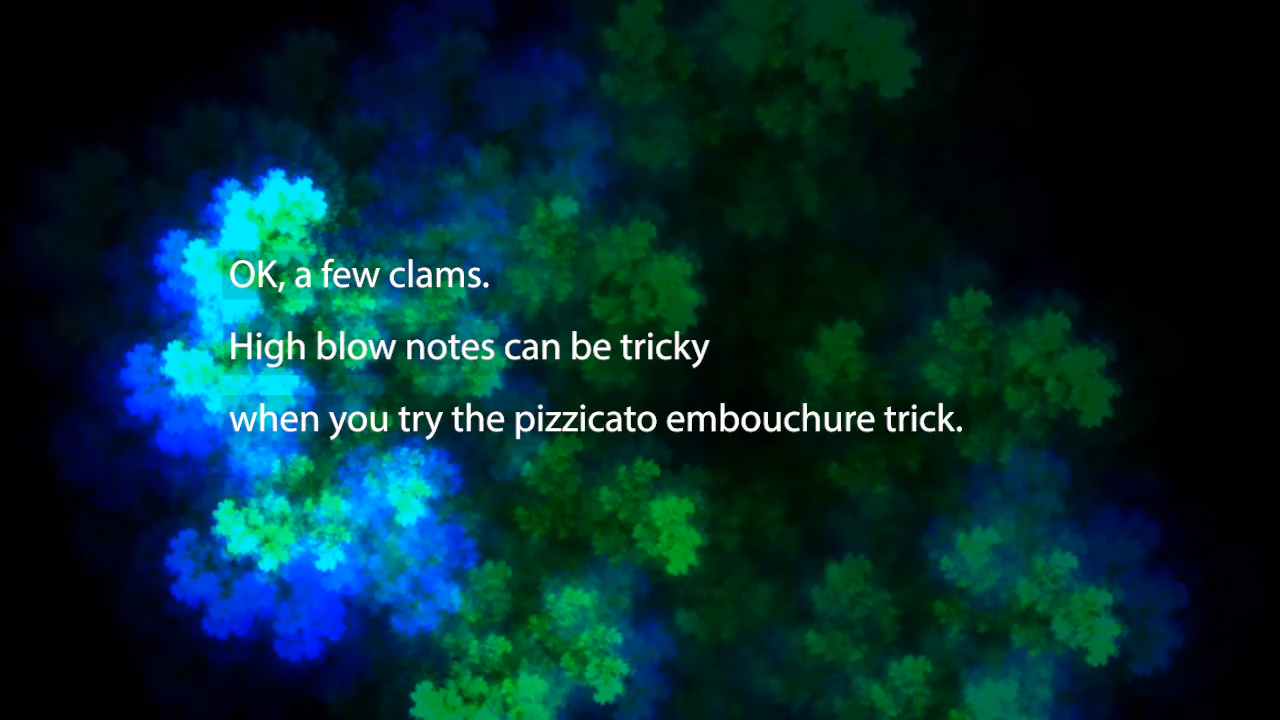 OK, a few clams.
High blow notes can be tricky
when you try the pizzicato embouchure trick.